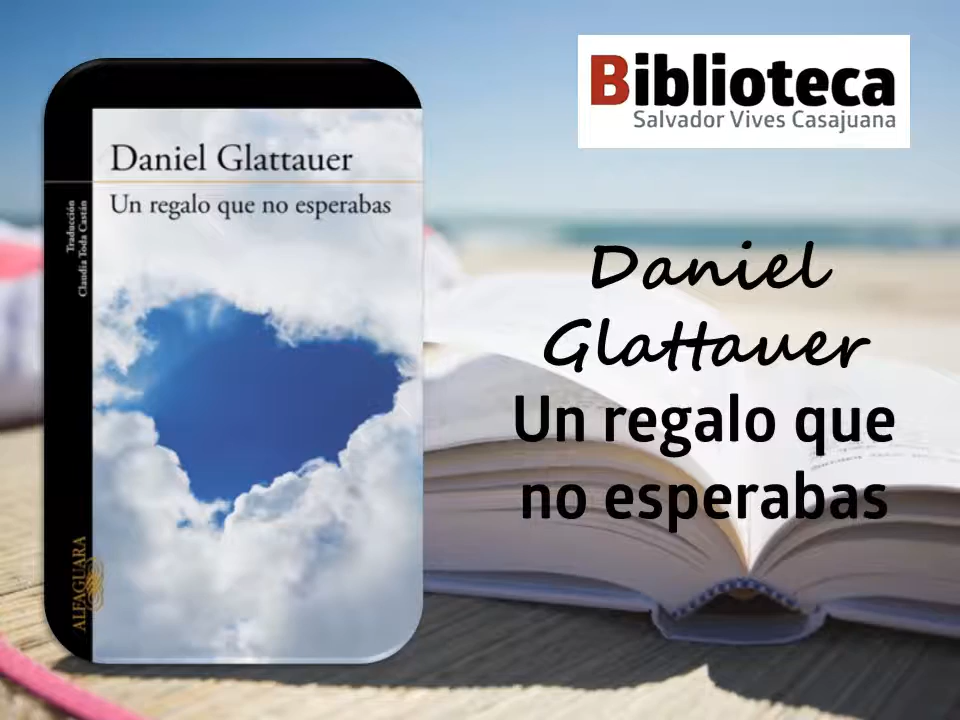 Daniel Glattauer
Un regalo que no esperabas
Traducción
Claudia Toda Castán
ALFAGUARA
Biblioteca
Salvador Vives Casajuana
Daniel
Glattauer
Un regalo que
no esperabas